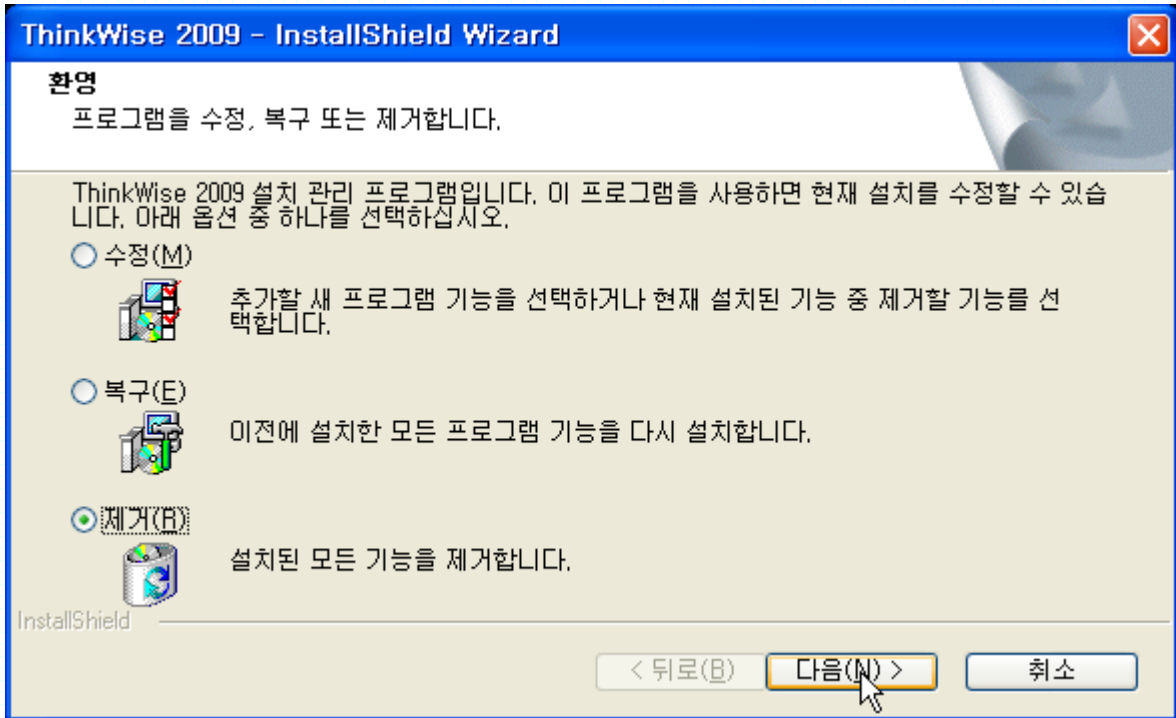 ThinkWise 2009 - InstallShield Wizard
환영
프로그램을 수정, 복구 또는 제거합니다.
ThinkWise 2009 설치 관리 프로그램입니다. 이 프로그램을 사용하면 현재 설치를 수정할 수 있습
니다. 아래 옵션 중 하나를 선택하십시오.
수정(M)
추가할 새 프로그램 기능을 선택하거나 현재 설치된 기능 중 제거할 기능를 선
택합니다.
복구(E)
이전에 설치한 모든 프로그램 기능을 다시 설치합니다.
제거(R)
설치된 모든 기능을 제거합니다.
InstallShield
< 뒤로(B) 다음(N) > 취소